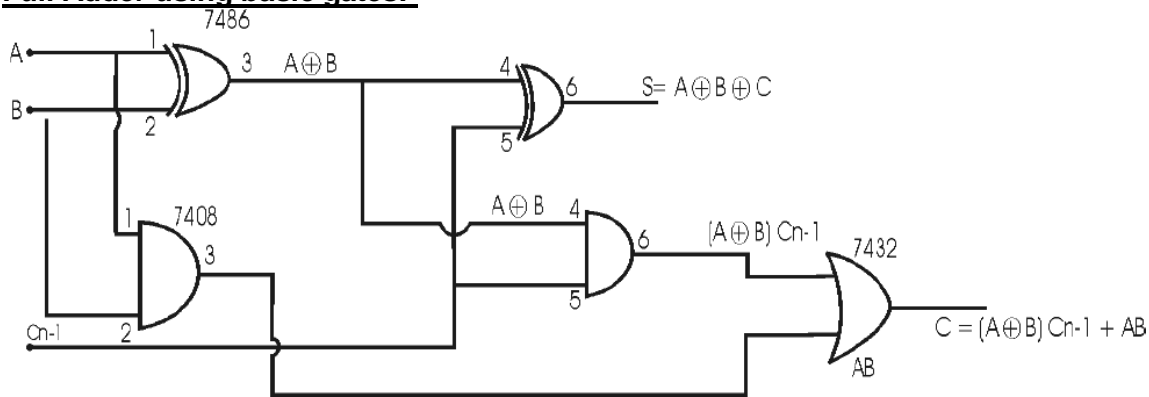 Full Adder using basic gates:-
7486
A
1
3
A⊕B
4
6
S= A⊕B⊕C
B
2
5
1
7408
3
2
A⊕B
4
6
5
(A⊕B) Cn-1
7432
Cn-1
C = (A⊕B) Cn-1 + AB
AB